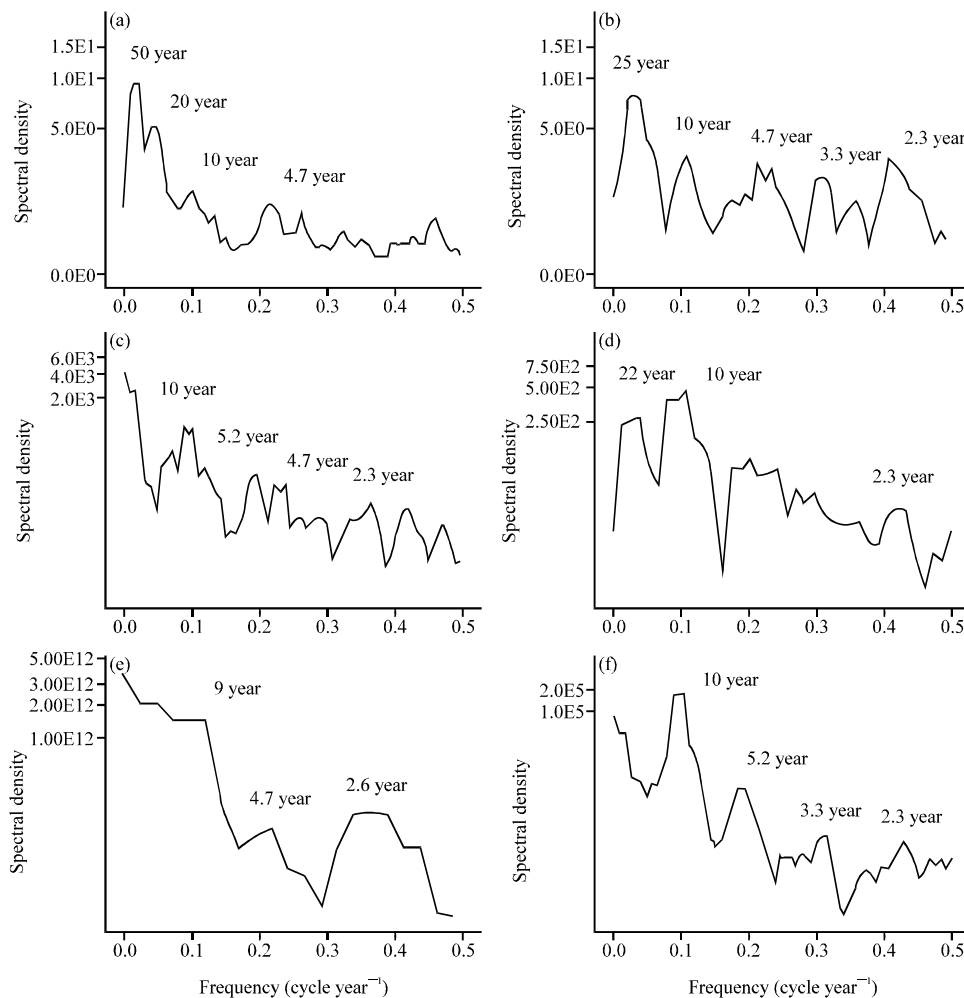 (a)
1.5E1
1.0E1
5.0E0
0.0E0
Spectral density
50 year
20 year
10 year
4.7 year
0.0 0.1 0.2 0.3 0.4 0.5
(b)
1.5E1
1.0E1
5.0E0
0.0E0
Spectral density
25 year
10 year
4.7 year
3.3 year
2.3 year
0.0 0.1 0.2 0.3 0.4 0.5
(c)
6.0E3
4.0E3
2.0E3
Spectral density
10 year
5.2 year
4.7 year
2.3 year
0.0 0.1 0.2 0.3 0.4 0.5
(d)
7.50E2
5.00E2
2.50E2
Spectral density
22 year
10 year
2.3 year
0.0 0.1 0.2 0.3 0.4 0.5
(e)
5.00E12
3.00E12
2.00E12
1.00E12
Spectral density
9 year
4.7 year
2.6 year
0.0 0.1 0.2 0.3 0.4 0.5
Frequency (cycle year⁻¹)
(f)
2.0E5
1.0E5
Spectral density
10 year
5.2 year
3.3 year
2.3 year
0.0 0.1 0.2 0.3 0.4 0.5
Frequency (cycle year⁻¹)